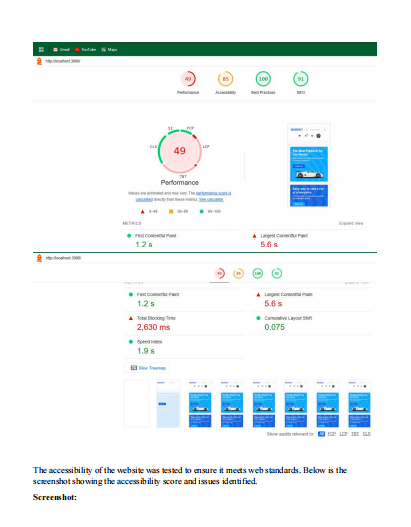 Gmail YouTube Maps
http://localhost:3000/
49 85 100 91
Performance Accessibility Best Practices SEO
SI FCP
CLS LCP
49
TBT
Performance
Values are estimated and may vary. The performance score is
calculated directly from these metrics. See calculator.
0–49 50–89 90–100
METRICS Expand view
First Contentful Paint Largest Contentful Paint
1.2 s 5.6 s
http://localhost:3000/
49 85 100 91
First Contentful Paint Largest Contentful Paint
1.2 s 5.6 s
Total Blocking Time Cumulative Layout Shift
2,630 ms 0.075
Speed Index
1.9 s
View Treemap
Show audits relevant to: All FCP LCP TBT CLS
The accessibility of the website was tested to ensure it meets web standards. Below is the
screenshot showing the accessibility score and issues identified.
Screenshot: